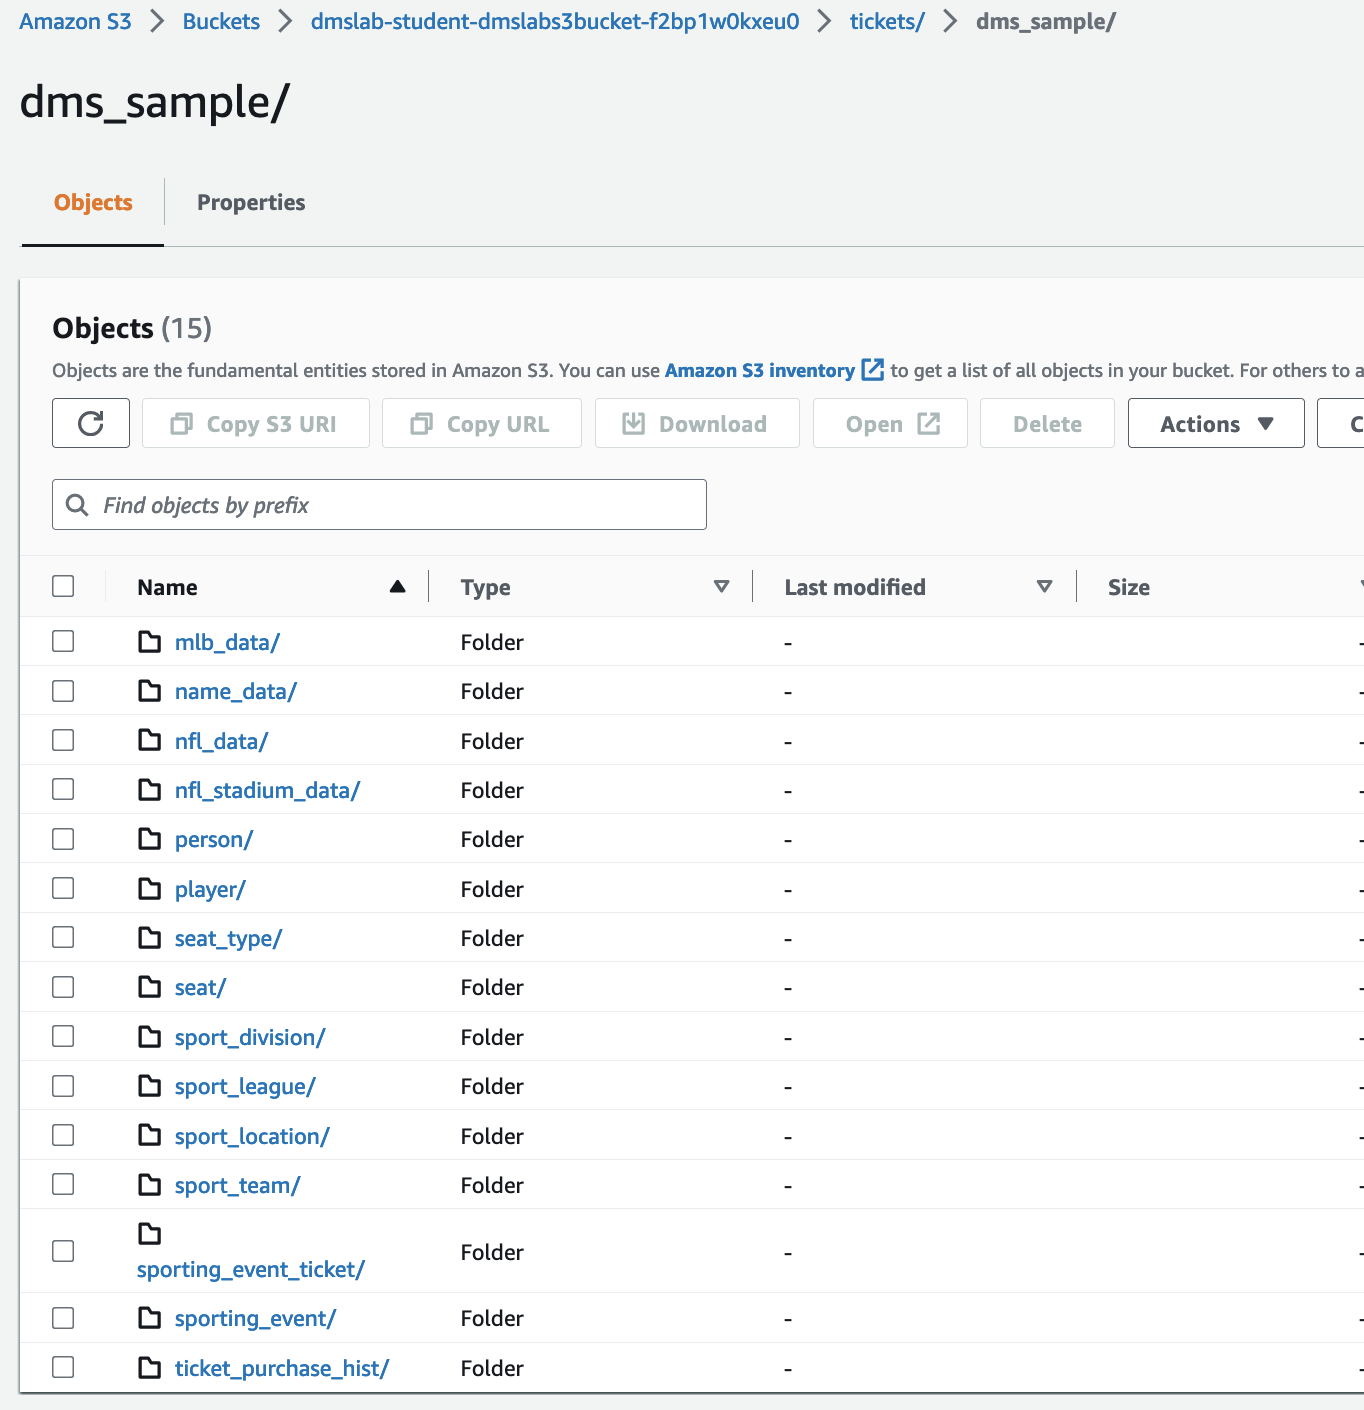 Amazon S3 > Buckets > dmslab-student-dmslabs3bucket-f2bp1w0kxeu0 > tickets/ > dms_sample/
dms_sample/
Objects Properties
Objects (15)
Objects are the fundamental entities stored in Amazon S3. You can use Amazon S3 inventory to get a list of all objects in your bucket. For others to a
Copy S3 URI Copy URL Download Open Delete Actions C
Find objects by prefix
Name Type Last modified Size
mlb_data/ Folder - -
name_data/ Folder - -
nfl_data/ Folder - -
nfl_stadium_data/ Folder - -
person/ Folder - -
player/ Folder - -
seat_type/ Folder - -
seat/ Folder - -
sport_division/ Folder - -
sport_league/ Folder - -
sport_location/ Folder - -
sport_team/ Folder - -
sporting_event_ticket/ Folder - -
sporting_event/ Folder - -
ticket_purchase_hist/ Folder - -